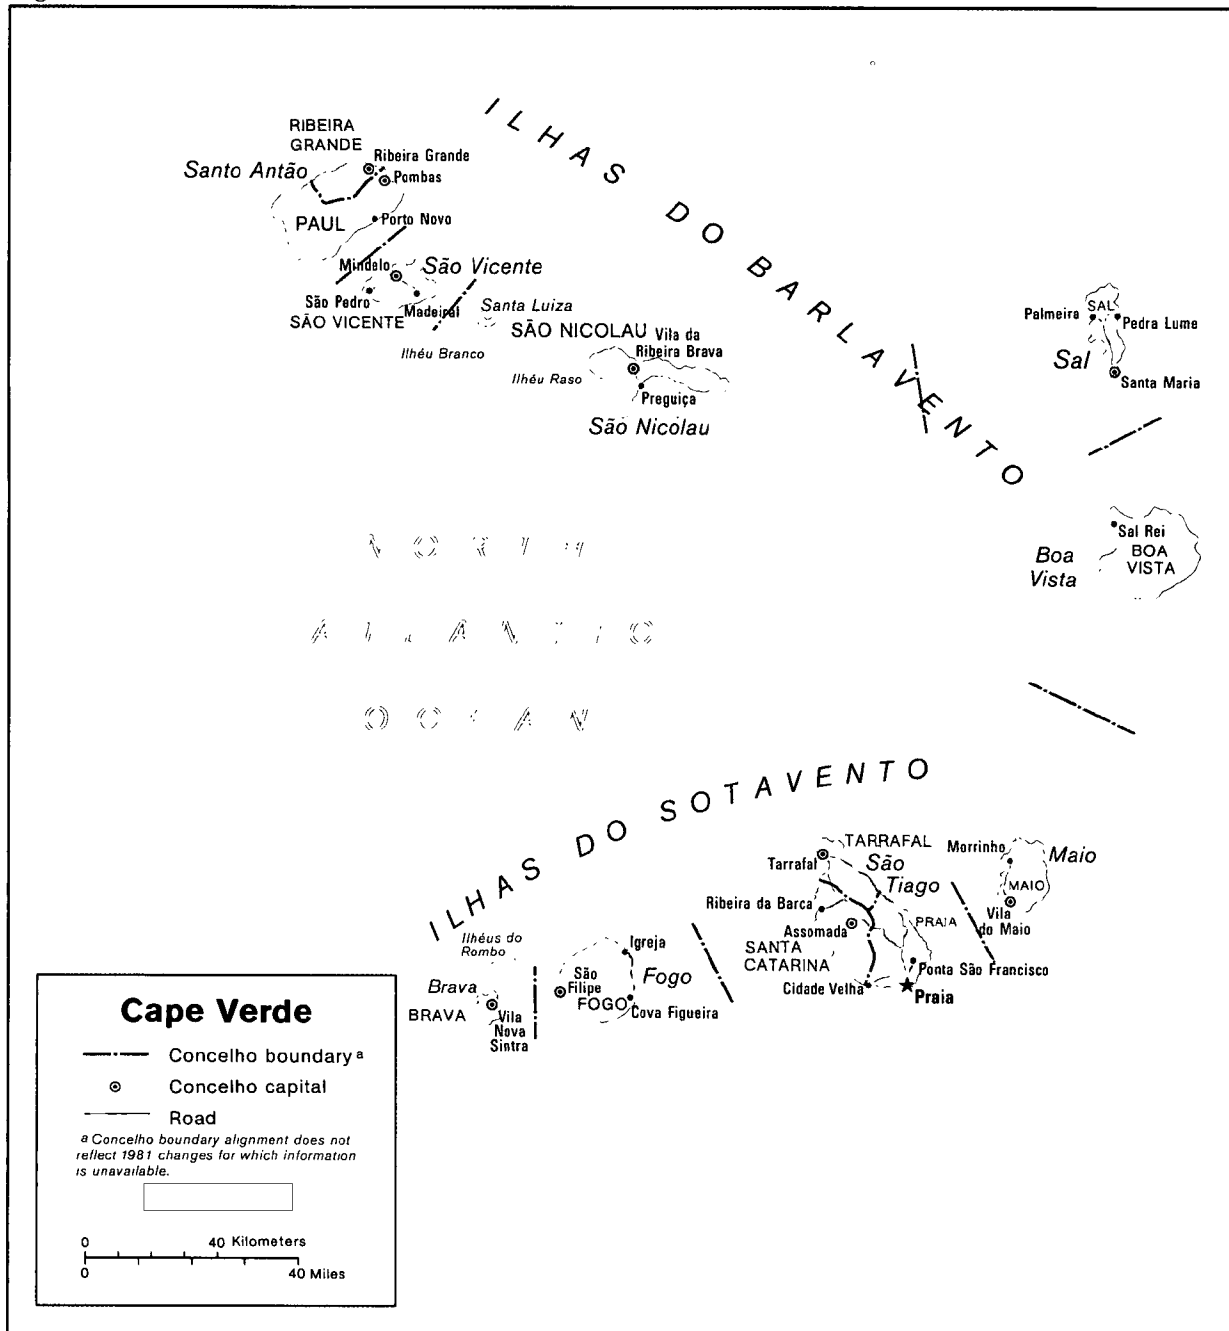 ILHAS DO BARLAVENTO
RIBEIRA
GRANDE
Ribeira Grande
Santo Antão
Pombas
PAUL
Porto Novo
Mindelo
São Vicente
São Pedro
Madeiral
SÃO VICENTE
Santa Luiza
Ilhéu Branco
SÃO NICOLAU
Vila da
Ribeira Brava
Ilhéu Raso
Preguiça
São Nicolau
SAL
Palmeira
Pedra Lume
Sal
Santa Maria
Sal Rei
BOA
VISTA
Boa
Vista
NORTH
ATLANTIC
OCEAN
ILHAS DO SOTAVENTO
TARRAFAL
Tarrafal
São
Tiago
Ribeira da Barca
Assomada
PRAIA
SANTA
CATARINA
Ponta São Francisco
Cidade Velha
Praia
Morrinho
Maio
MAIO
Vila
do Maio
Ilhéus do
Rombo
Igreja
São
Filipe
Fogo
FOGO
Cova Figueira
Brava
BRAVA
Vila
Nova
Sintra
Cape Verde
Concelho boundary a
Concelho capital
Road
a Concelho boundary alignment does not
reflect 1981 changes for which information
is unavailable.
0 40 Kilometers
0 40 Miles